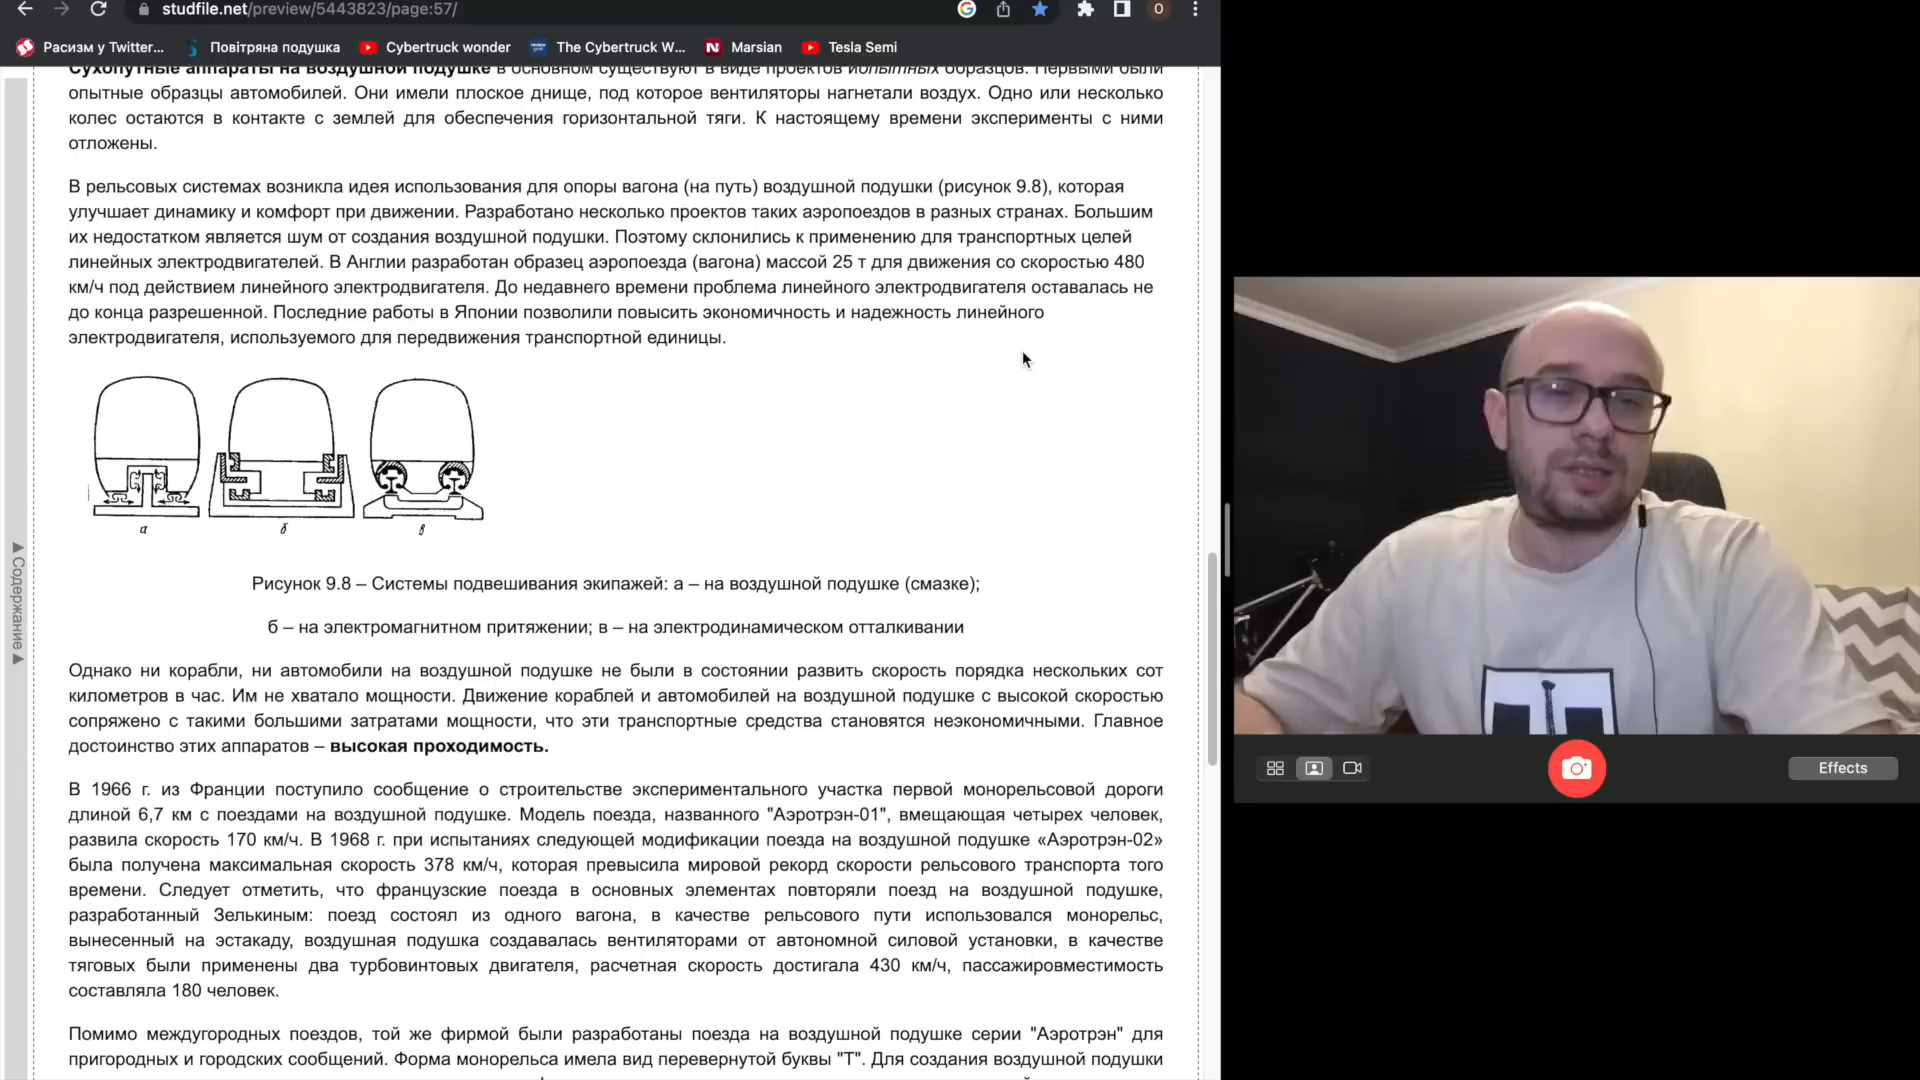 studfile.net/preview/5443823/page:57/
O
Расизм у Twitter...
Повітряна подушка
Cybertruck wonder
The Cybertruck W...
Marsian
Tesla Semi
Сухопутные аппараты на воздушной подушке в основном существуют в виде проектов иопытных образцов. Первыми были
опытные образцы автомобилей. Они имели плоское днище, под которое вентиляторы нагнетали воздух. Одно или несколько
колес остаются в контакте с землей для обеспечения горизонтальной тяги. К настоящему времени эксперименты с ними
отложены.
В рельсовых системах возникла идея использования для опоры вагона (на путь) воздушной подушки (рисунок 9.8), которая
улучшает динамику и комфорт при движении. Разработано несколько проектов таких аэропоездов в разных странах. Большим
их недостатком является шум от создания воздушной подушки. Поэтому склонились к применению для транспортных целей
линейных электродвигателей. В Англии разработан образец аэропоезда (вагона) массой 25 т для движения со скоростью 480
км/ч под действием линейного электродвигателя. До недавнего времени проблема линейного электродвигателя оставалась не
до конца разрешенной. Последние работы в Японии позволили повысить экономичность и надежность линейного
электродвигателя, используемого для передвижения транспортной единицы.
а б в
Рисунок 9.8 – Системы подвешивания экипажей: а – на воздушной подушке (смазке);
б – на электромагнитном притяжении; в – на электродинамическом отталкивании
Однако ни корабли, ни автомобили на воздушной подушке не были в состоянии развить скорость порядка нескольких сот
километров в час. Им не хватало мощности. Движение кораблей и автомобилей на воздушной подушке с высокой скоростью
сопряжено с такими большими затратами мощности, что эти транспортные средства становятся неэкономичными. Главное
достоинство этих аппаратов – высокая проходимость.
В 1966 г. из Франции поступило сообщение о строительстве экспериментального участка первой монорельсовой дороги
длиной 6,7 км с поездами на воздушной подушке. Модель поезда, названного "Аэротрэн-01", вмещающая четырех человек,
развила скорость 170 км/ч. В 1968 г. при испытаниях следующей модификации поезда на воздушной подушке «Аэротрэн-02»
была получена максимальная скорость 378 км/ч, которая превысила мировой рекорд скорости рельсового транспорта того
времени. Следует отметить, что французские поезда в основных элементах повторяли поезд на воздушной подушке,
разработанный Зелькиным: поезд состоял из одного вагона, в качестве рельсового пути использовался монорельс,
вынесенный на эстакаду, воздушная подушка создавалась вентиляторами от автономной силовой установки, в качестве
тяговых были применены два турбовинтовых двигателя, расчетная скорость достигала 430 км/ч, пассажировместимость
составляла 180 человек.
Помимо междугородных поездов, той же фирмой были разработаны поезда на воздушной подушке серии "Аэротрэн" для
пригородных и городских сообщений. Форма монорельса имела вид перевернутой буквы "Т". Для создания воздушной подушки
Содержание
Effects